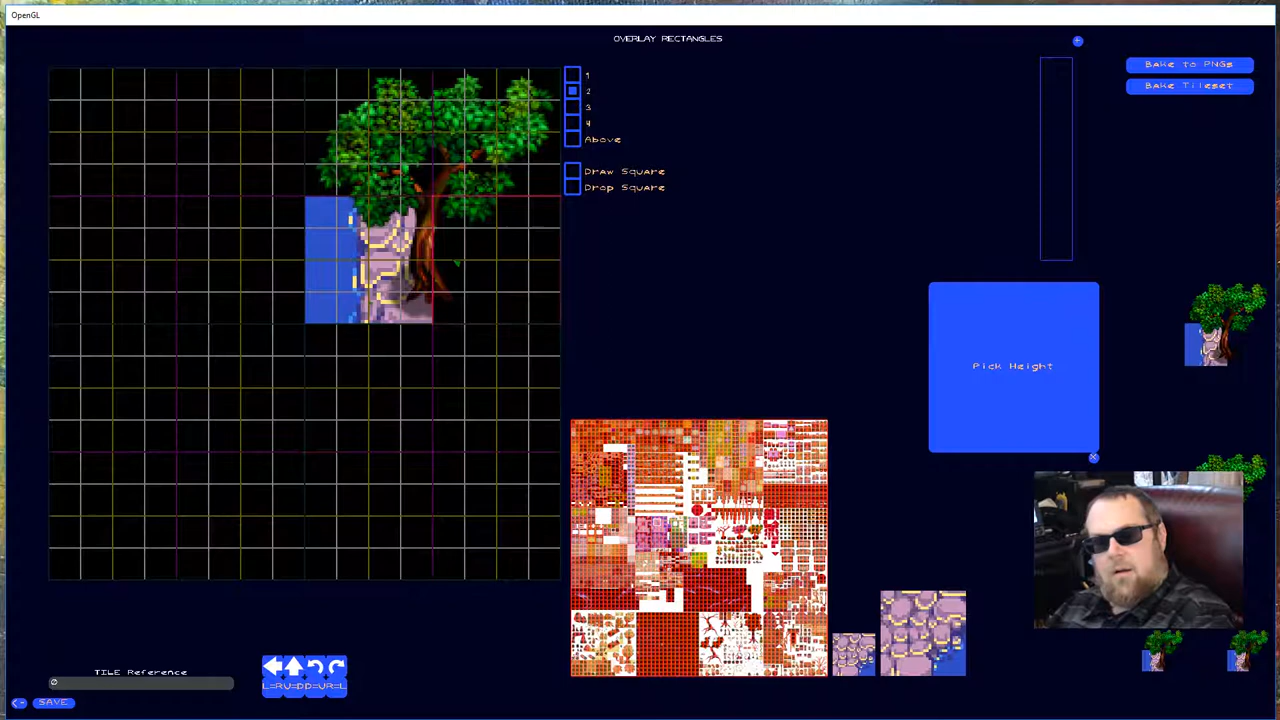 OpenGL
OVERLAY RECTANGLES
+
Bake to PNGs
Bake Tileset
1
2
3
4
Above
Draw Square
Drop Square
Pick Height
X
TILE Reference
0
L=R U=D D=U R=L
<- SAVE